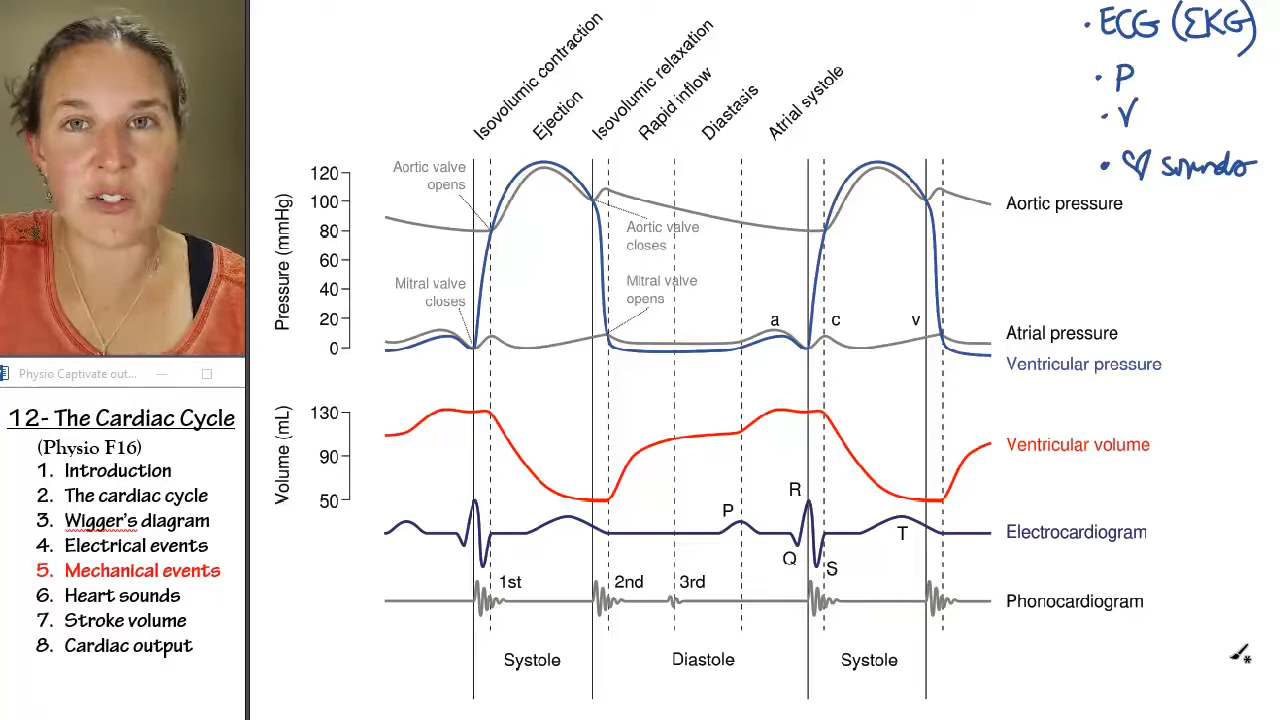 · ECG (EKG)
· P
· V
· ♡ sounds
Isovolumic contraction
Ejection
Isovolumic relaxation
Rapid inflow
Diastasis
Atrial systole
Pressure (mmHg)
120
100
80
60
40
20
0
Aortic valve
opens
Aortic valve
closes
Mitral valve
closes
Mitral valve
opens
a
c
v
Aortic pressure
Atrial pressure
Ventricular pressure
Volume (mL)
130
90
50
Ventricular volume
R
P
Q
S
T
Electrocardiogram
1st
2nd
3rd
Phonocardiogram
Systole
Diastole
Systole
Physio Captivate out...
12- The Cardiac Cycle
(Physio F16)
1. Introduction
2. The cardiac cycle
3. Wigger's diagram
4. Electrical events
5. Mechanical events
6. Heart sounds
7. Stroke volume
8. Cardiac output